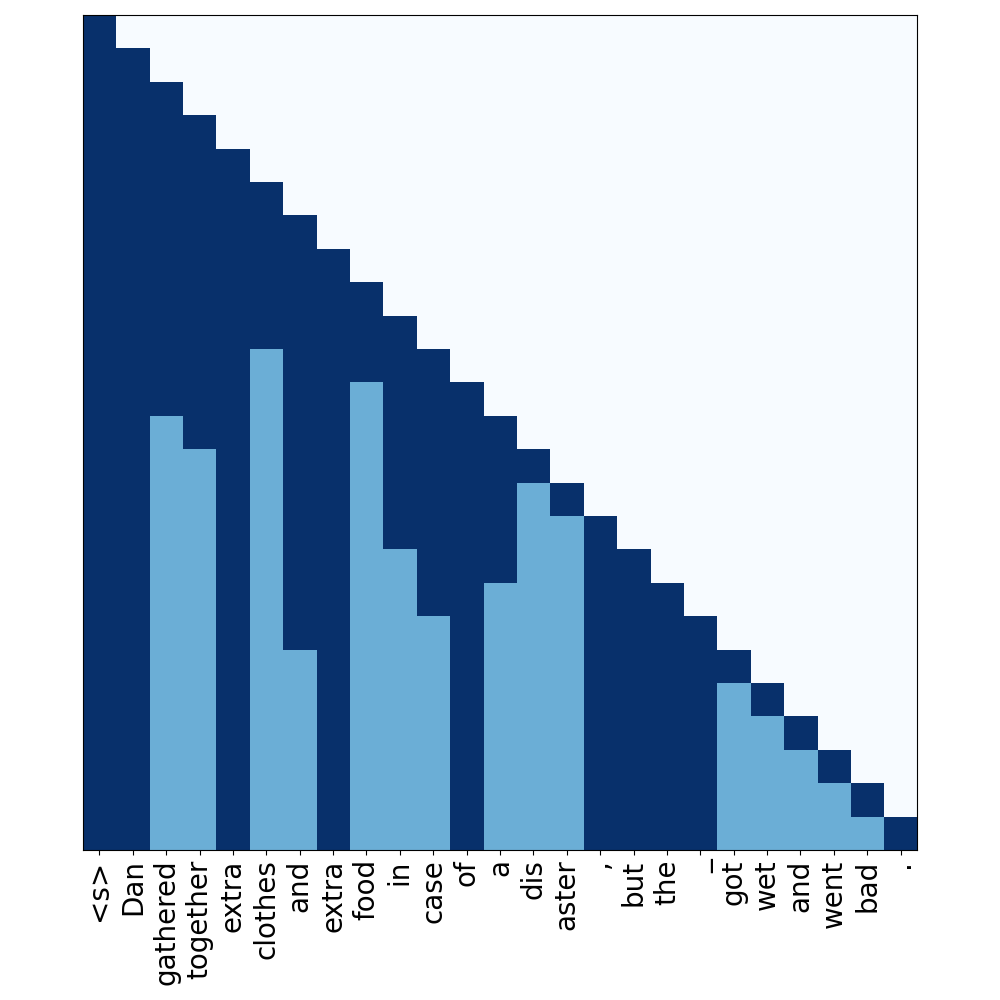 <s>
Dan
gathered
together
extra
clothes
and
extra
food
in
case
of
a
dis
aster
,
but
the
_
got
wet
and
went
bad
.